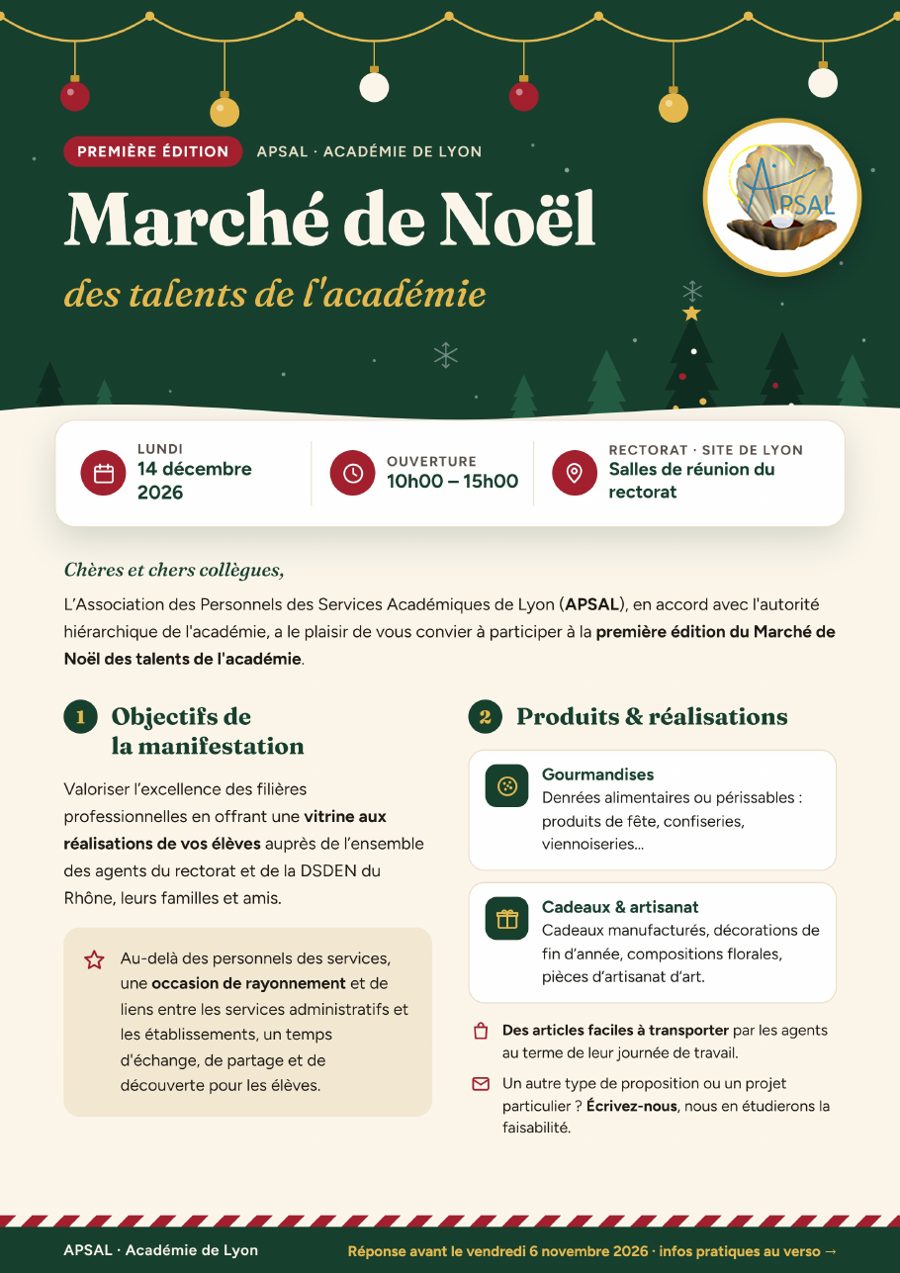 PREMIÈRE ÉDITION APSAL · ACADÉMIE DE LYON
Marché de Noël
des talents de l'académie
APSAL
LUNDI
14 décembre
2026
OUVERTURE
10h00 – 15h00
RECTORAT · SITE DE LYON
Salles de réunion du
rectorat
Chères et chers collègues,
L’Association des Personnels des Services Académiques de Lyon (APSAL), en accord avec l'autorité
hiérarchique de l'académie, a le plaisir de vous convier à participer à la première édition du Marché de
Noël des talents de l'académie.
1 Objectifs de
la manifestation
Valoriser l’excellence des filières
professionnelles en offrant une vitrine aux
réalisations de vos élèves auprès de l’ensemble
des agents du rectorat et de la DSDEN du
Rhône, leurs familles et amis.
Au-delà des personnels des services,
une occasion de rayonnement et de
liens entre les services administratifs et
les établissements, un temps
d'échange, de partage et de
découverte pour les élèves.
2 Produits & réalisations
Gourmandises
Denrées alimentaires ou périssables :
produits de fête, confiseries,
viennoiseries…
Cadeaux & artisanat
Cadeaux manufacturés, décorations de
fin d’année, compositions florales,
pièces d’artisanat d’art.
Des articles faciles à transporter par les agents
au terme de leur journée de travail.
Un autre type de proposition ou un projet
particulier ? Écrivez-nous, nous en étudierons la
faisabilité.
APSAL · Académie de Lyon
Réponse avant le vendredi 6 novembre 2026 · infos pratiques au verso →